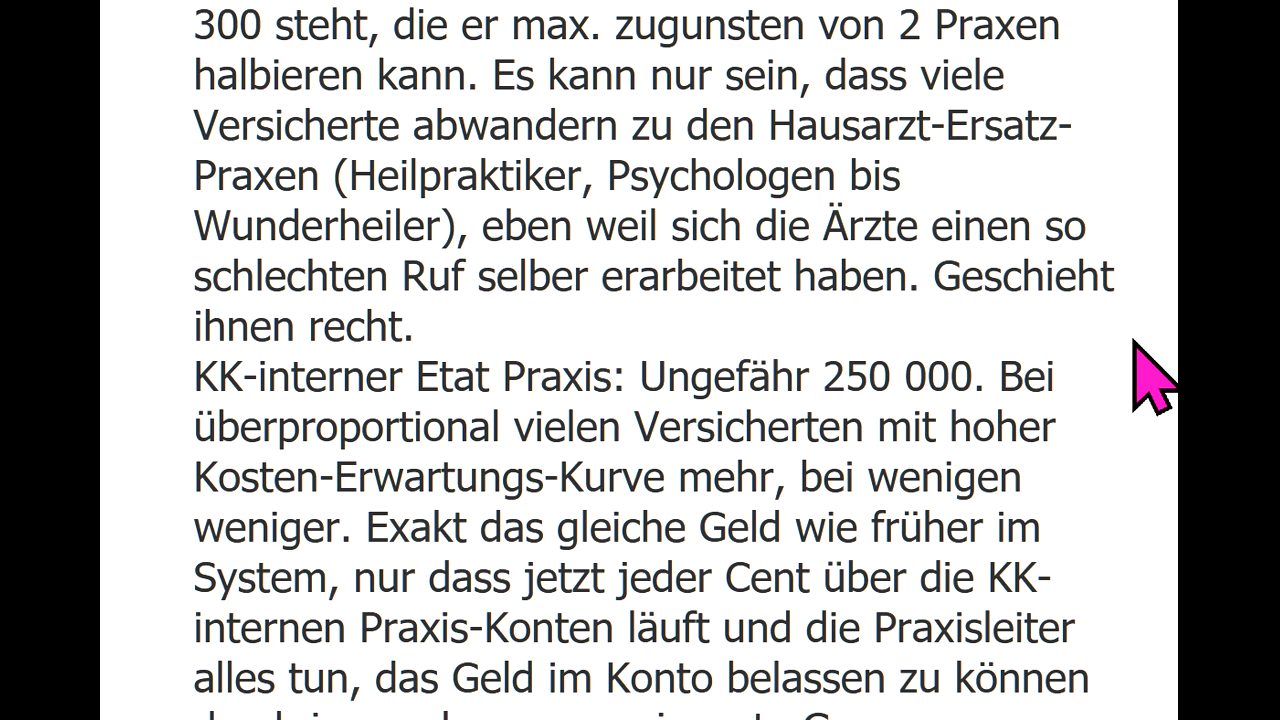 300 steht, die er max. zugunsten von 2 Praxen
halbieren kann. Es kann nur sein, dass viele
Versicherte abwandern zu den Hausarzt-Ersatz-
Praxen (Heilpraktiker, Psychologen bis
Wunderheiler), eben weil sich die Ärzte einen so
schlechten Ruf selber erarbeitet haben. Geschieht
ihnen recht.
KK-interner Etat Praxis: Ungefähr 250 000. Bei
überproportional vielen Versicherten mit hoher
Kosten-Erwartungs-Kurve mehr, bei wenigen
weniger. Exakt das gleiche Geld wie früher im
System, nur dass jetzt jeder Cent über die KK-
internen Praxis-Konten läuft und die Praxisleiter
alles tun, das Geld im Konto belassen zu können